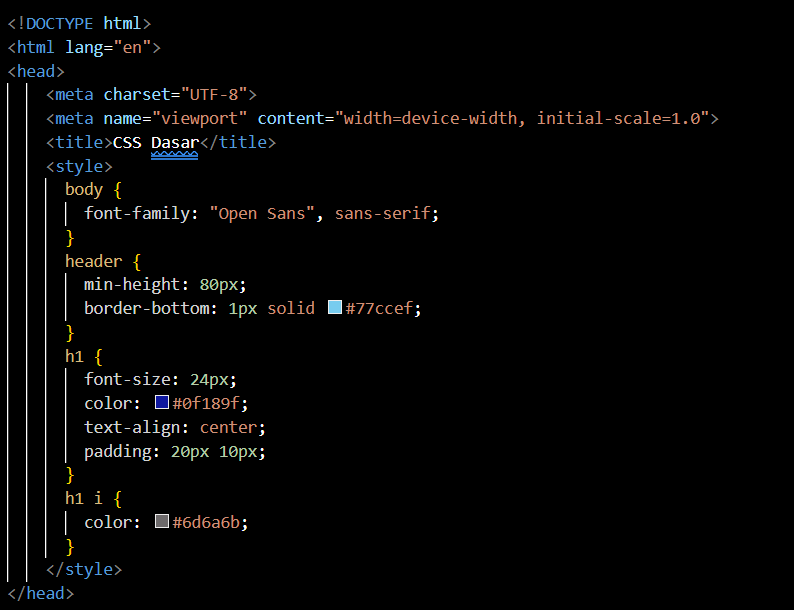 <!DOCTYPE html>
<html lang="en">
<head>
    <meta charset="UTF-8">
    <meta name="viewport" content="width=device-width, initial-scale=1.0">
    <title>CSS Dasar</title>
    <style>
      body {
        font-family: "Open Sans", sans-serif;
      }
      header {
        min-height: 80px;
        border-bottom: 1px solid #77ccef;
      }
      h1 {
        font-size: 24px;
        color: #0f189f;
        text-align: center;
        padding: 20px 10px;
      }
      h1 i {
        color: #6d6a6b;
      }
    </style>
</head>